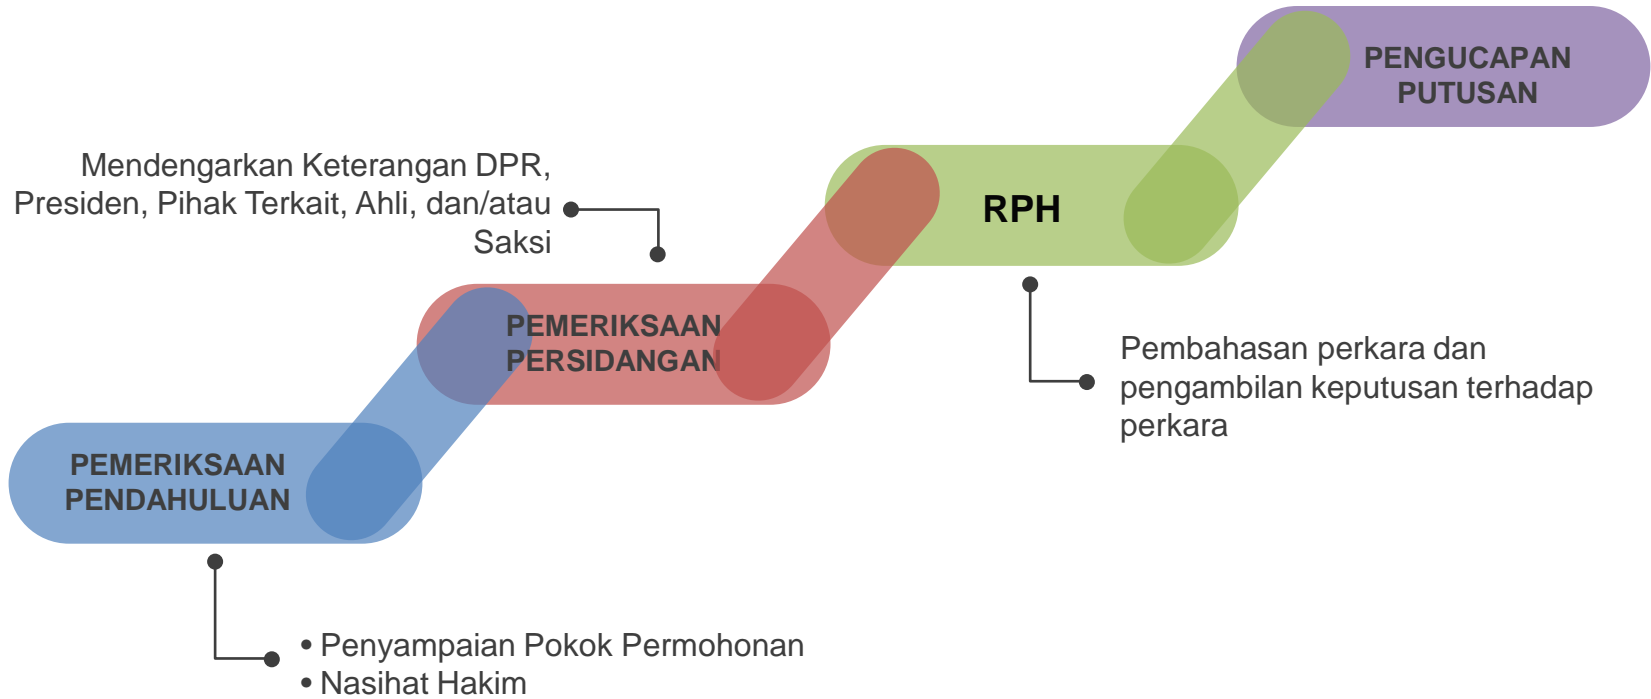 PENGUCAPAN
PUTUSAN
Mendengarkan Keterangan DPR,
Presiden, Pihak Terkait, Ahli, dan/atau
Saksi
RPH
PEMERIKSAAN
PERSIDANGAN
Pembahasan perkara dan
pengambilan keputusan terhadap
perkara
PEMERIKSAAN
PENDAHULUAN
• Penyampaian Pokok Permohonan
• Nasihat Hakim